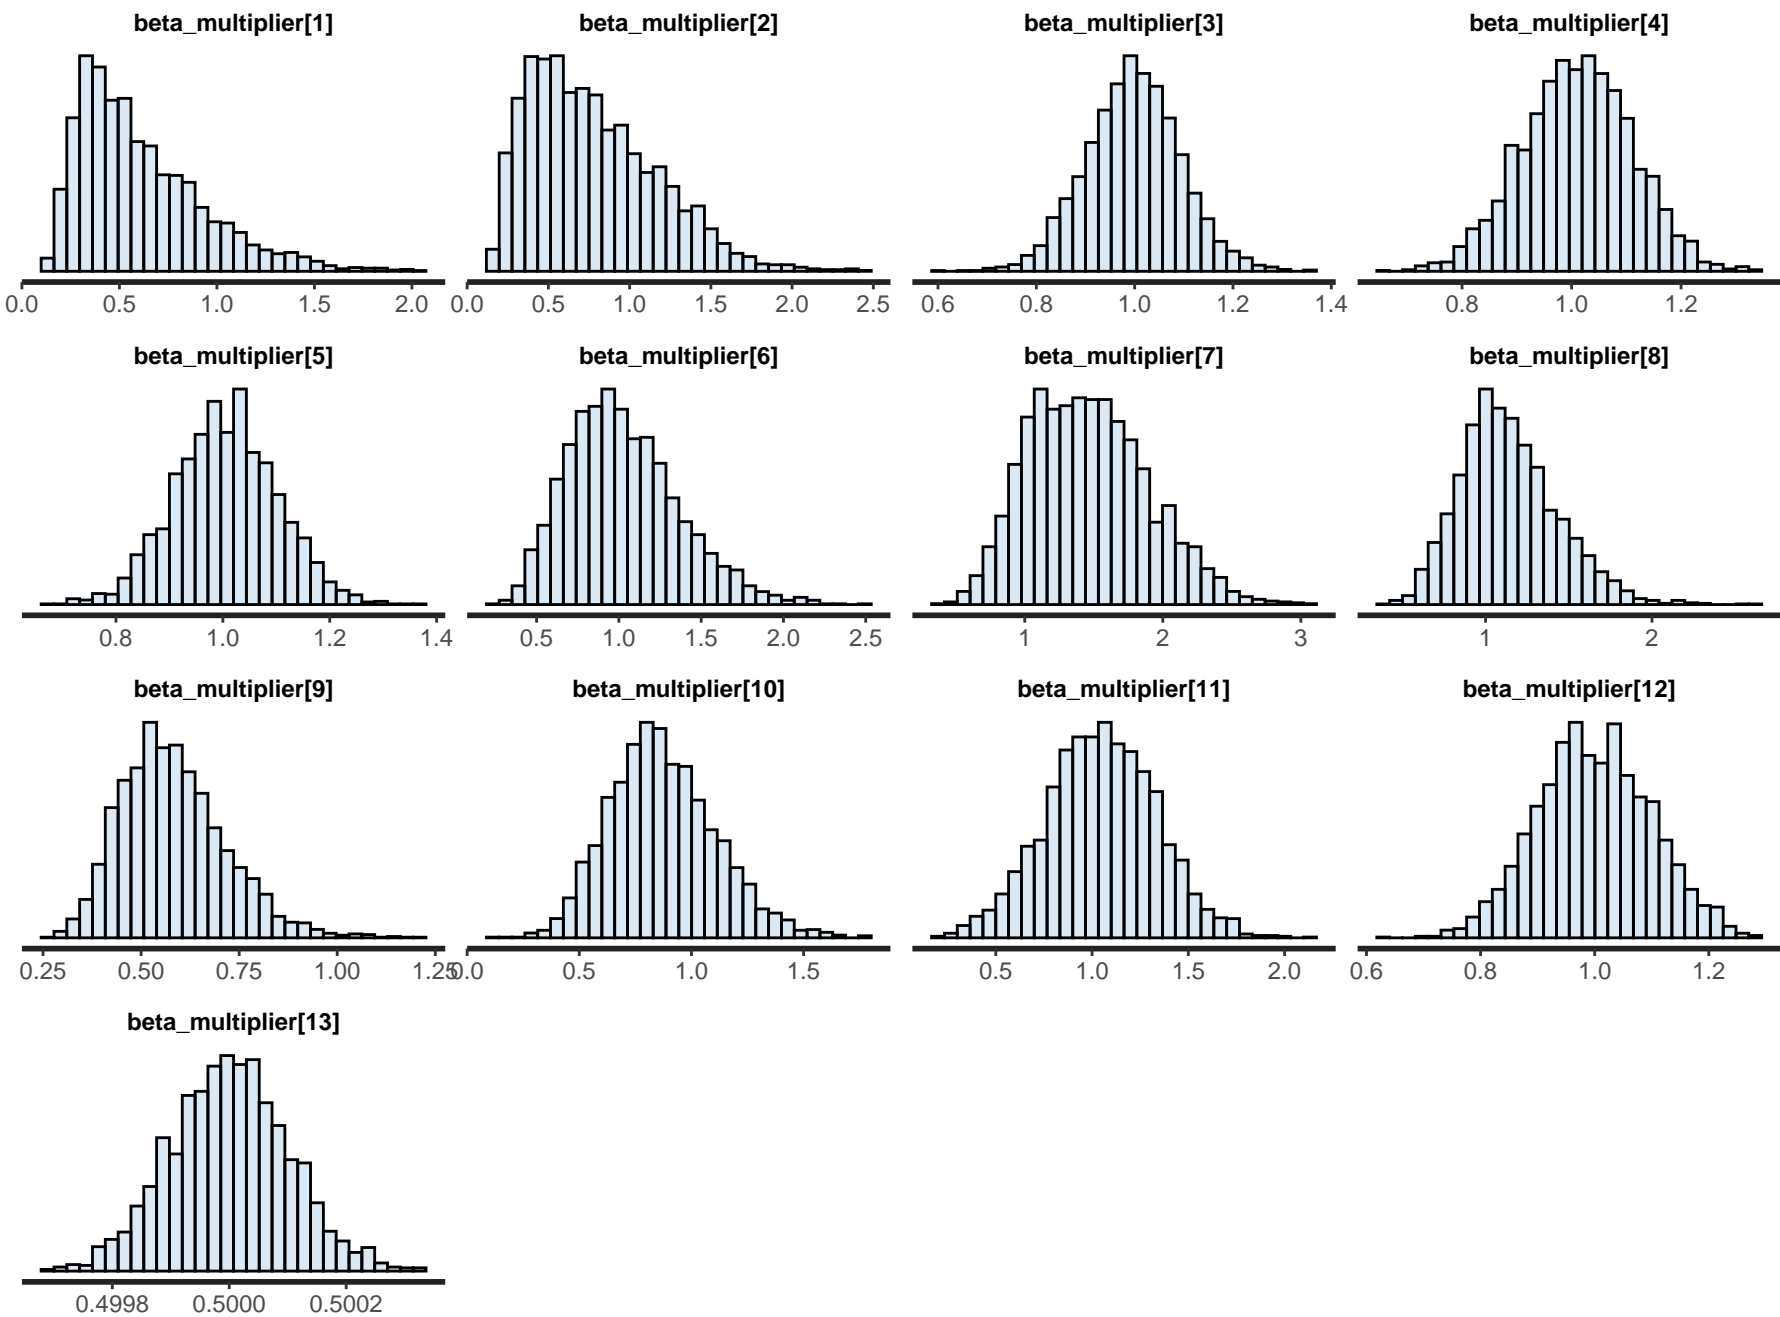 beta_multiplier[1] beta_multiplier[2] beta_multiplier[3] beta_multiplier[4]
0.0 0.5 1.0 1.5 2.0 0.0 0.5 1.0 1.5 2.0 2.5 0.6 0.8 1.0 1.2 1.4 0.8 1.0 1.2
beta_multiplier[5] beta_multiplier[6] beta_multiplier[7] beta_multiplier[8]
0.8 1.0 1.2 1.4 0.5 1.0 1.5 2.0 2.5 1 2 3 1 2
beta_multiplier[9] beta_multiplier[10] beta_multiplier[11] beta_multiplier[12]
0.25 0.50 0.75 1.00 1.25 0.0 0.5 1.0 1.5 0.5 1.0 1.5 2.0 0.6 0.8 1.0 1.2
beta_multiplier[13]
0.4998 0.5000 0.5002